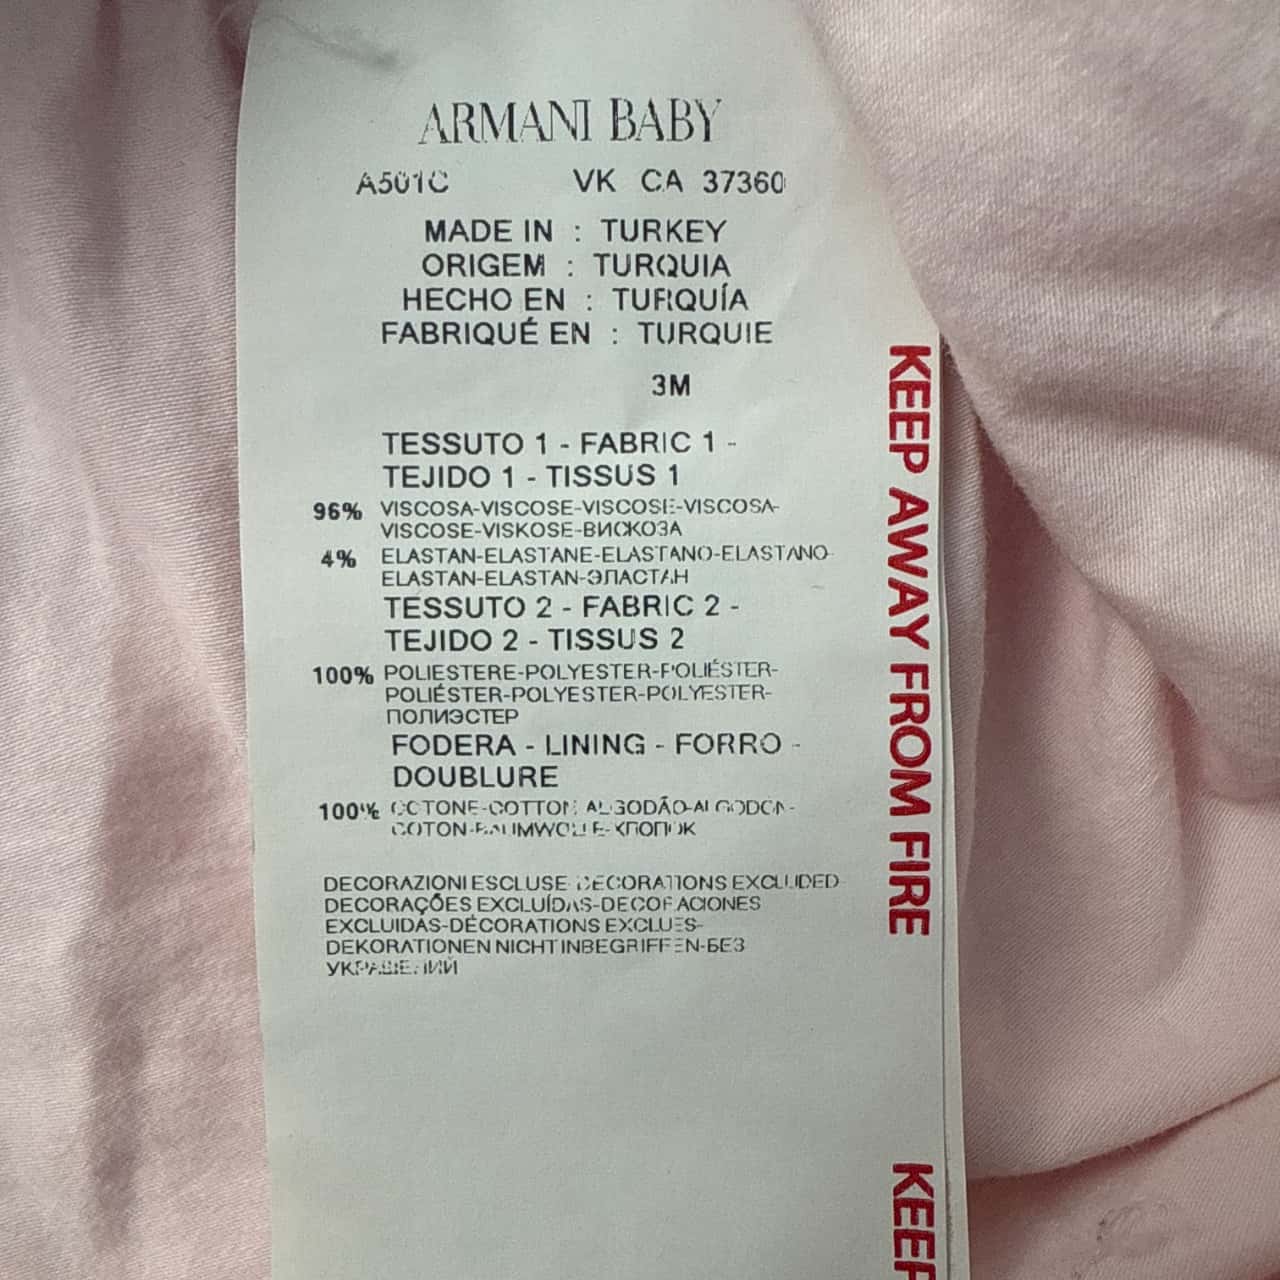 ARMANI BABY
A501C VK CA 37360
MADE IN : TURKEY
ORIGEM : TURQUIA
HECHO EN : TURQUÍA
FABRIQUÉ EN : TURQUIE
3M
TESSUTO 1 - FABRIC 1 -
TEJIDO 1 - TISSUS 1
96% VISCOSA-VISCOSE-VISCOSE-VISCOSA-
VISCOSE-VISKOSE-ВИСКОЗА
4% ELASTAN-ELASTANE-ELASTANO-ELASTANO
ELASTAN-ELASTAN-ЭЛАСТАН
TESSUTO 2 - FABRIC 2 -
TEJIDO 2 - TISSUS 2
100% POLIESTERE-POLYESTER-POLIÉSTER-
POLIÉSTER-POLYESTER-POLYESTER-
ПОЛИЭСТЕР
FODERA - LINING - FORRO -
DOUBLURE
100% COTONE-COTTON ALGODÃO-ALGODON-
COTON-BAUMWOLLE-ХЛОПОК
DECORAZIONI ESCLUSE DECORATIONS EXCLUDED
DECORAÇÕES EXCLUÍDAS-DECORACIONES
EXCLUIDAS-DÉCORATIONS EXCLUES-
DEKORATIONEN NICHT INBEGRIFFEN-БЕЗ
УКРАШЕНИЙ
KEEP AWAY FROM FIRE
KEEP